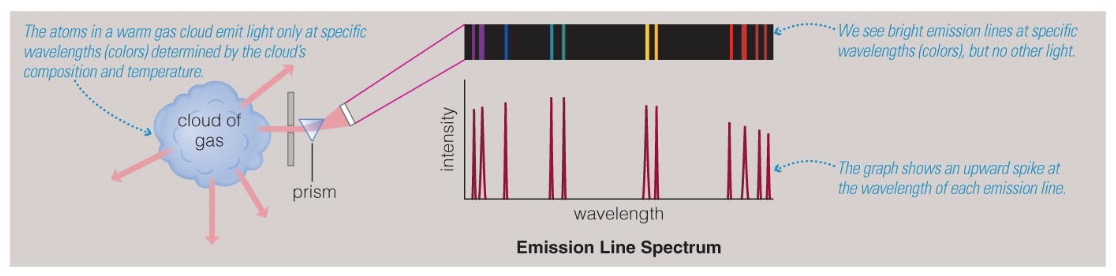 The atoms in a warm gas cloud emit light only at specific
wavelengths (colors) determined by the cloud's
composition and temperature.
cloud of
gas
prism
We see bright emission lines at specific
wavelengths (colors), but no other light.
intensity
The graph shows an upward spike at
the wavelength of each emission line.
wavelength
Emission Line Spectrum